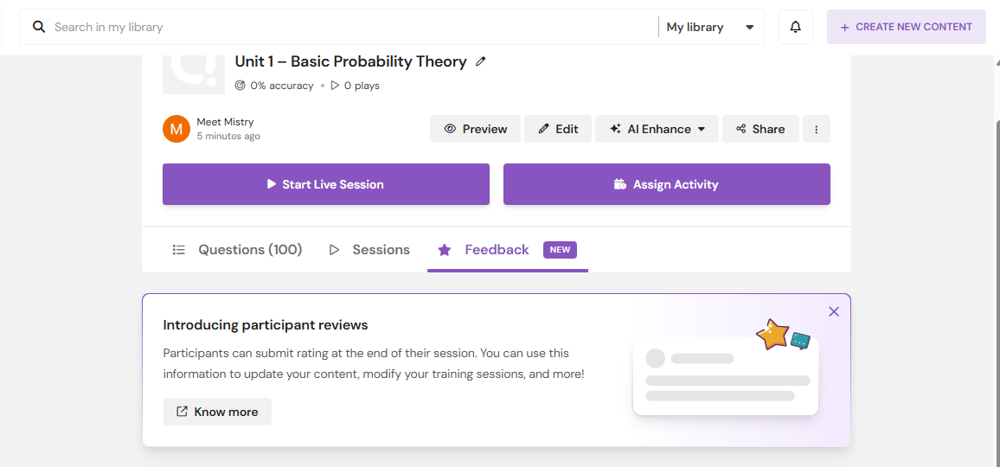 Search in my library
My library
+ CREATE NEW CONTENT
Unit 1 – Basic Probability Theory
0% accuracy • 0 plays
M
Meet Mistry
5 minutes ago
Preview
Edit
AI Enhance
Share
Start Live Session
Assign Activity
Questions (100)
Sessions
Feedback
NEW
Introducing participant reviews
Participants can submit rating at the end of their session. You can use this
information to update your content, modify your training sessions, and more!
Know more